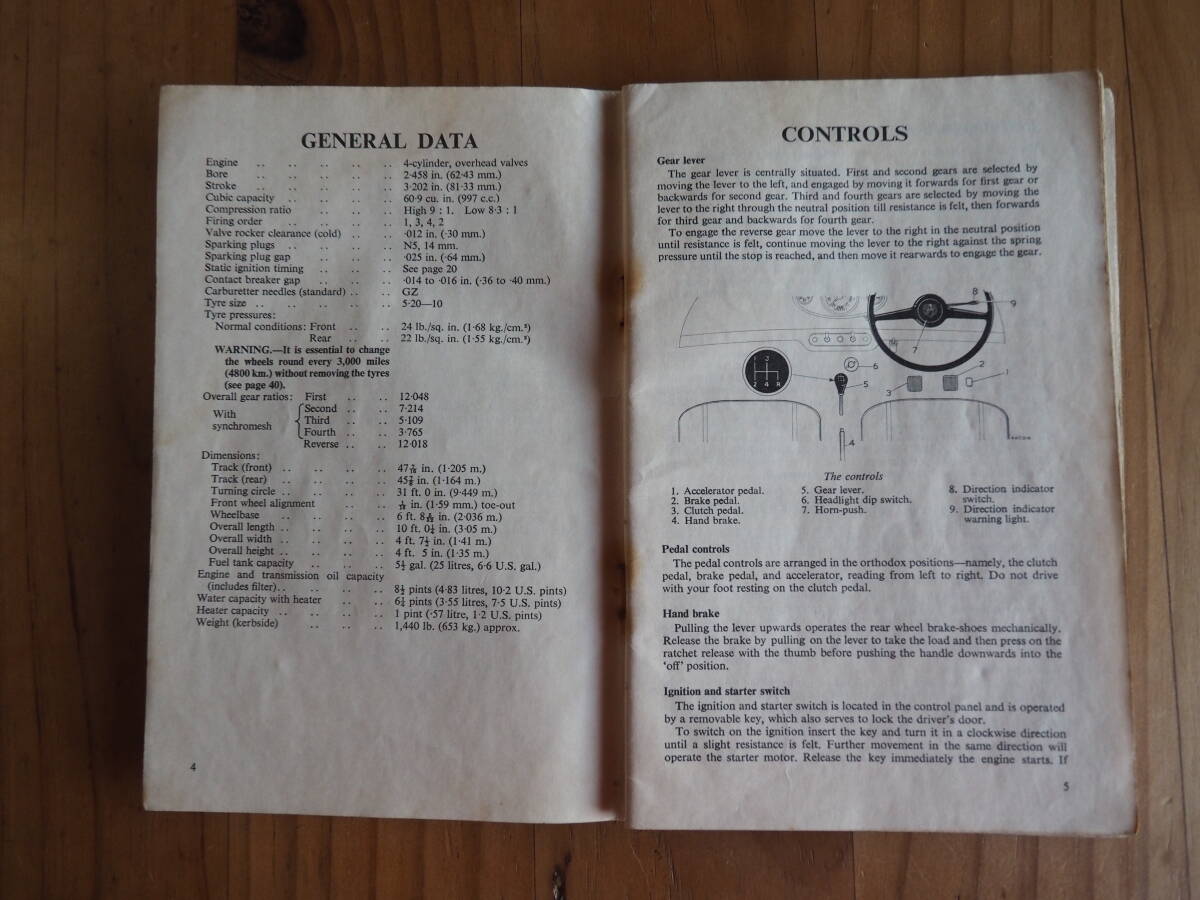 GENERAL DATA
Engine .. .. .. .. .. 4-cylinder, overhead valves
Bore .. .. .. .. .. 2·458 in. (62·43 mm.)
Stroke .. .. .. .. .. 3·202 in. (81·33 mm.)
Cubic capacity .. .. .. .. 60·9 cu. in. (997 c.c.)
Compression ratio .. .. .. High 9 : 1. Low 8·3 : 1
Firing order .. .. .. .. 1, 3, 4, 2
Valve rocker clearance (cold) .. .. ·012 in. (·30 mm.)
Sparking plugs .. .. .. .. N5, 14 mm.
Sparking plug gap .. .. .. ·025 in. (·64 mm.)
Static ignition timing .. .. .. See page 20
Contact breaker gap .. .. .. ·014 to ·016 in. (·36 to ·40 mm.)
Carburetter needles (standard) .. .. GZ
Tyre size .. .. .. .. .. 5·20—10
Tyre pressures:
Normal conditions: Front .. .. 24 lb./sq. in. (1·68 kg./cm.²)
Rear .. .. 22 lb./sq. in. (1·55 kg./cm.²)
WARNING.—It is essential to change
the wheels round every 3,000 miles
(4800 km.) without removing the tyres
(see page 40).
Overall gear ratios: First .. .. 12·048
With synchromesh { Second .. .. 7·214
Third .. .. 5·109
Fourth .. .. 3·765
Reverse .. .. 12·018
Dimensions:
Track (front) .. .. .. .. 47 in. (1·205 m.)
Track (rear) .. .. .. .. in. (1·164 m.)
Turning circle .. .. .. .. 31 ft. 0 in. (9·449 m.)
Front wheel alignment .. .. in. (1·59 mm.) toe-out
Wheelbase .. .. .. .. 6 ft. 8 in. (2·036 m.)
Overall length .. .. .. .. 10 ft. 0¼ in. (3·05 m.)
Overall width .. .. .. .. 4 ft. 7½ in. (1·41 m.)
Overall height .. .. .. .. 4 ft. 5 in. (1·35 m.)
Fuel tank capacity .. .. .. 5½ gal. (25 litres, 6·6 U.S. gal.)
Engine and transmission oil capacity
(includes filter).. .. .. .. 8½ pints (4·83 litres, 10·2 U.S. pints)
Water capacity with heater .. .. 6¼ pints (3·55 litres, 7·5 U.S. pints)
Heater capacity .. .. .. .. 1 pint (·57 litre, 1·2 U.S. pints)
Weight (kerbside) .. .. .. 1,440 lb. (653 kg.) approx.
4
CONTROLS
Gear lever
The gear lever is centrally situated. First and second gears are selected by
moving the lever to the left, and engaged by moving it forwards for first gear or
backwards for second gear. Third and fourth gears are selected by moving the
lever to right through the neutral position till resistance is felt, then forwards
for third gear and backwards for fourth gear.
To engage the reverse gear move the lever to the right in the neutral position
until resistance is felt, continue moving the lever to the right against the spring
pressure until the stop is reached, and then move it rearwards to engage the gear.
8
9
7
1 3
2 4 R
6
5
3
2
1
4
The controls
1. Accelerator pedal. 5. Gear lever. 8. Direction indicator
2. Brake pedal. 6. Headlight dip switch. switch.
3. Clutch pedal. 7. Horn-push. 9. Direction indicator
4. Hand brake. warning light.
Pedal controls
The pedal controls are arranged in the orthodox positions—namely, the clutch
pedal, brake pedal, and accelerator, reading from left to right. Do not drive
with your foot resting on the clutch pedal.
Hand brake
Pulling the lever upwards operates the rear wheel brake-shoes mechanically.
Release the brake by pulling on the lever to take the load and then press on the
ratchet release with the thumb before pushing the handle downwards into the
‘off’ position.
Ignition and starter switch
The ignition and starter switch is located in the control panel and is operated
by a removable key, which also serves to lock the driver's door.
To switch on the ignition insert the key and turn it in a clockwise direction
until a slight resistance is felt. Further movement in the same direction will
operate the starter motor. Release the key immediately the engine starts. If
5